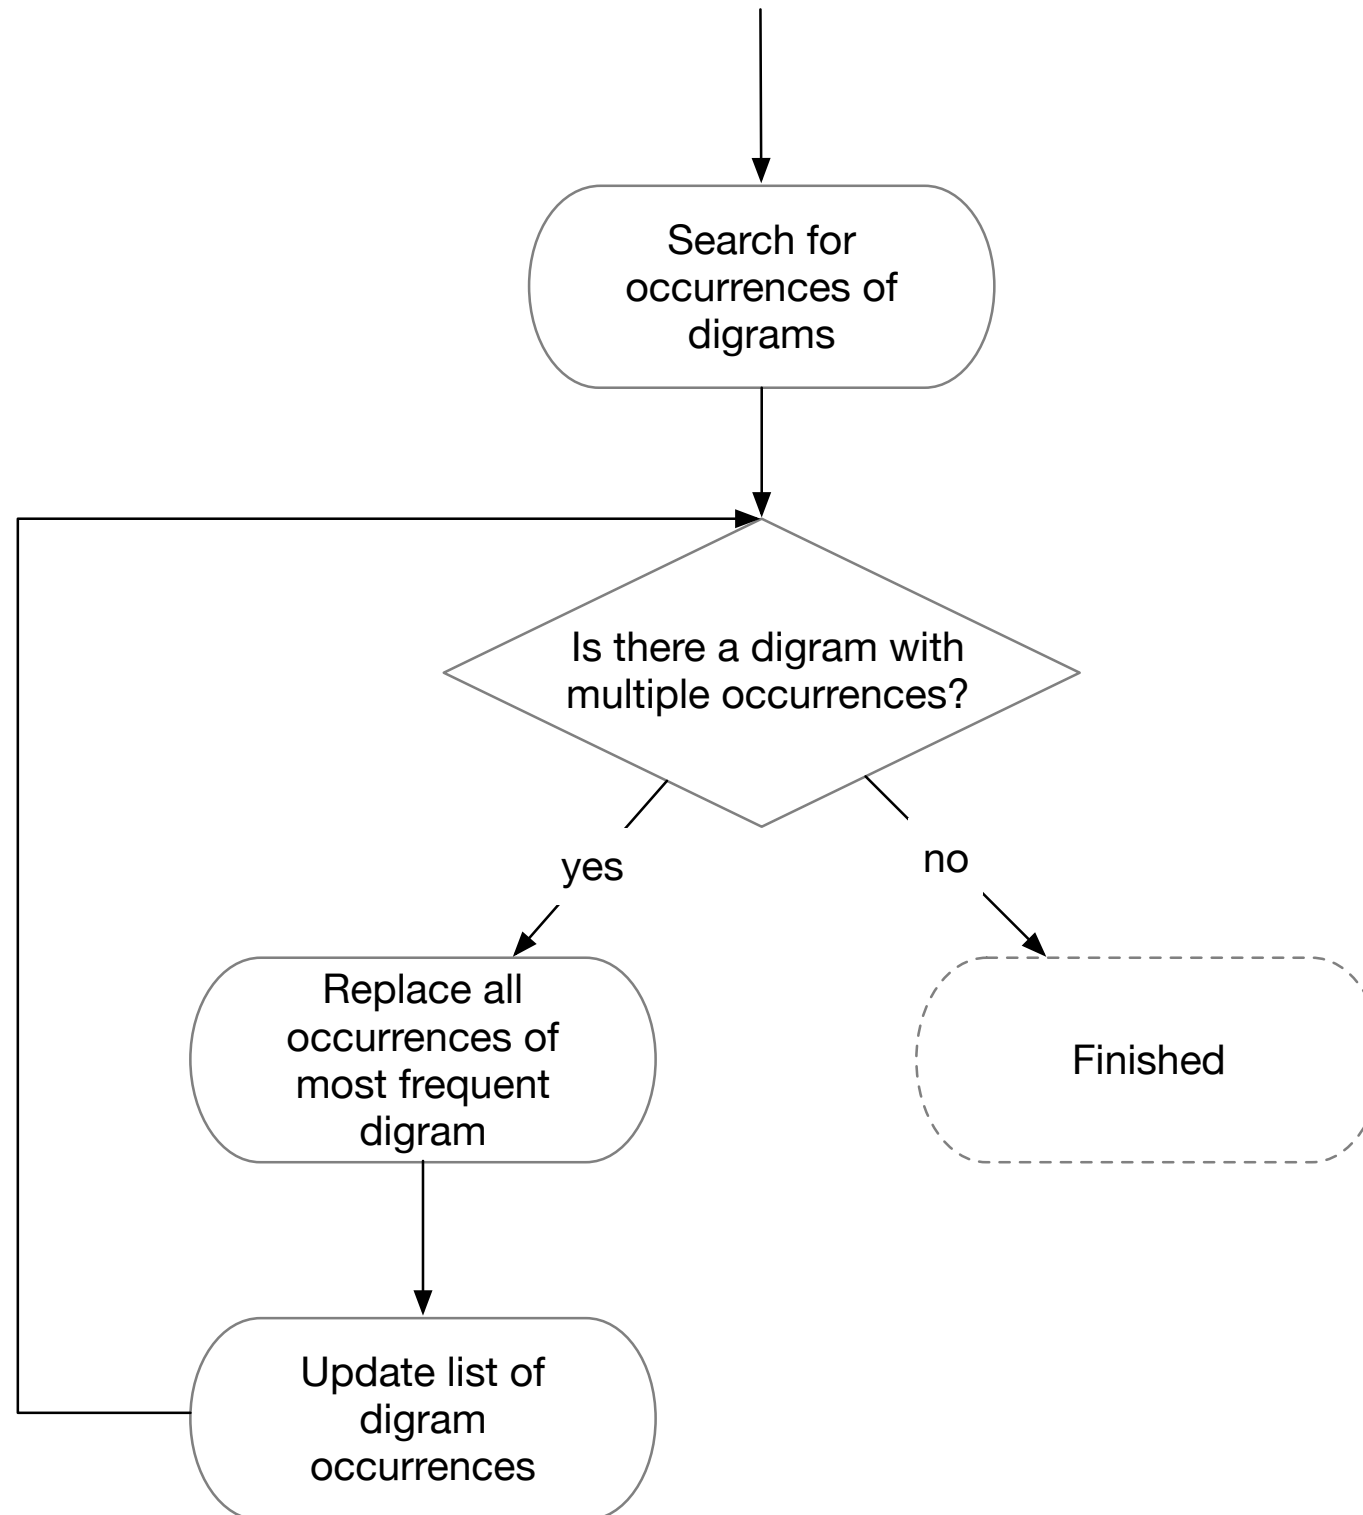 Search for
occurrences of
digrams
Is there a digram with
multiple occurrences?
yes
no
Replace all
occurrences of
most frequent
digram
Finished
Update list of
digram
occurrences